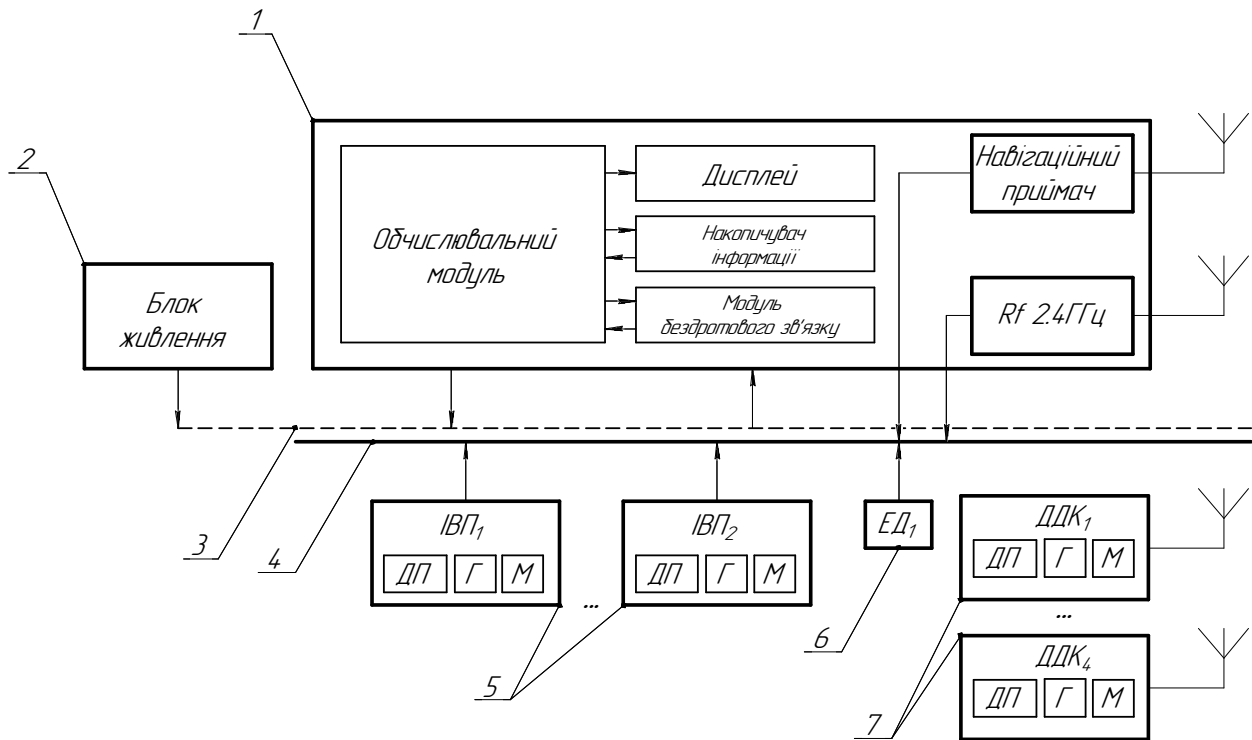 1
2
Обчислювальний
модуль
Дисплей
Накопичувач
інформації
Модуль
бездротового зв'язку
Навігаційний
приймач
Rf 2.4ГГц
Блок
живлення
3
4
ІВП₁
ДП Г М
...
ІВП₂
ДП Г М
5
ЕД₁
6
ДДК₁
ДП Г М
...
ДДК₄
ДП Г М
7